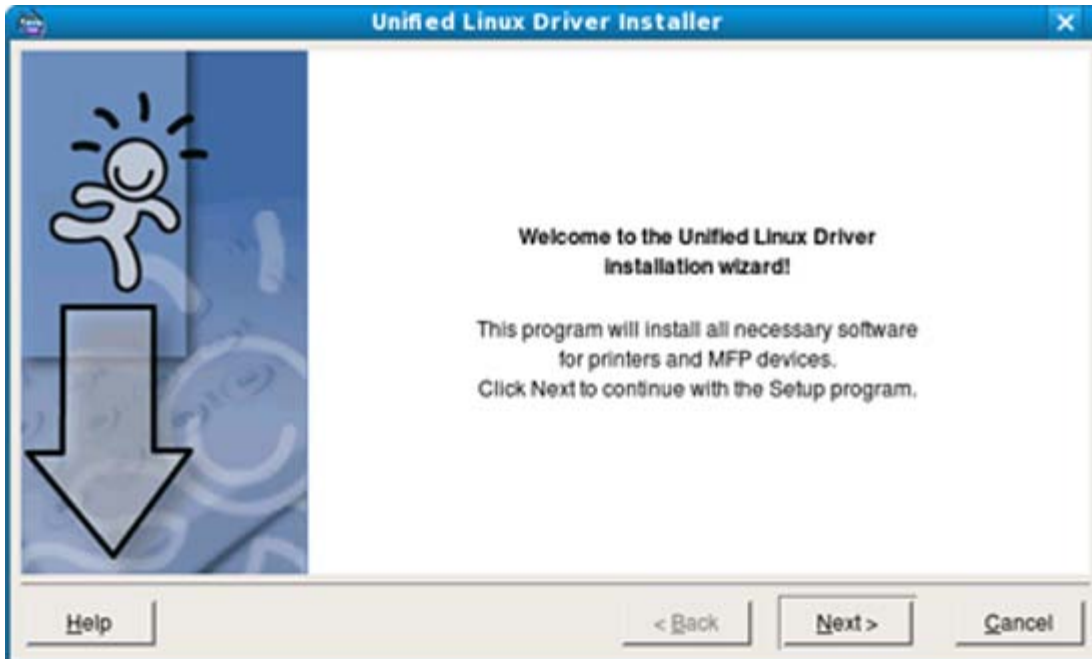 Unified Linux Driver Installer
Welcome to the Unified Linux Driver
installation wizard!
This program will install all necessary software
for printers and MFP devices.
Click Next to continue with the Setup program.
Help
< Back
Next >
Cancel